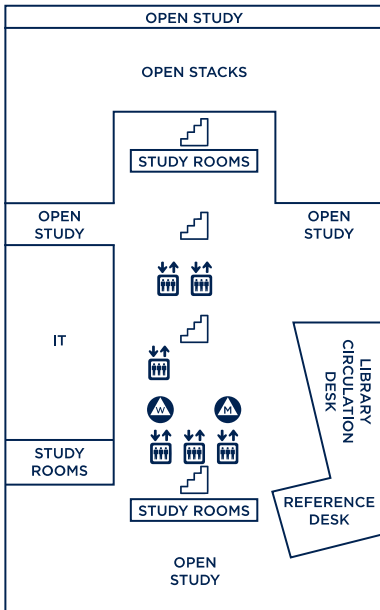 OPEN STUDY
OPEN STACKS
STUDY ROOMS
OPEN
STUDY
OPEN
STUDY
IT
LIBRARY
CIRCULATION
DESK
W
M
STUDY
ROOMS
REFERENCE
DESK
STUDY ROOMS
OPEN
STUDY